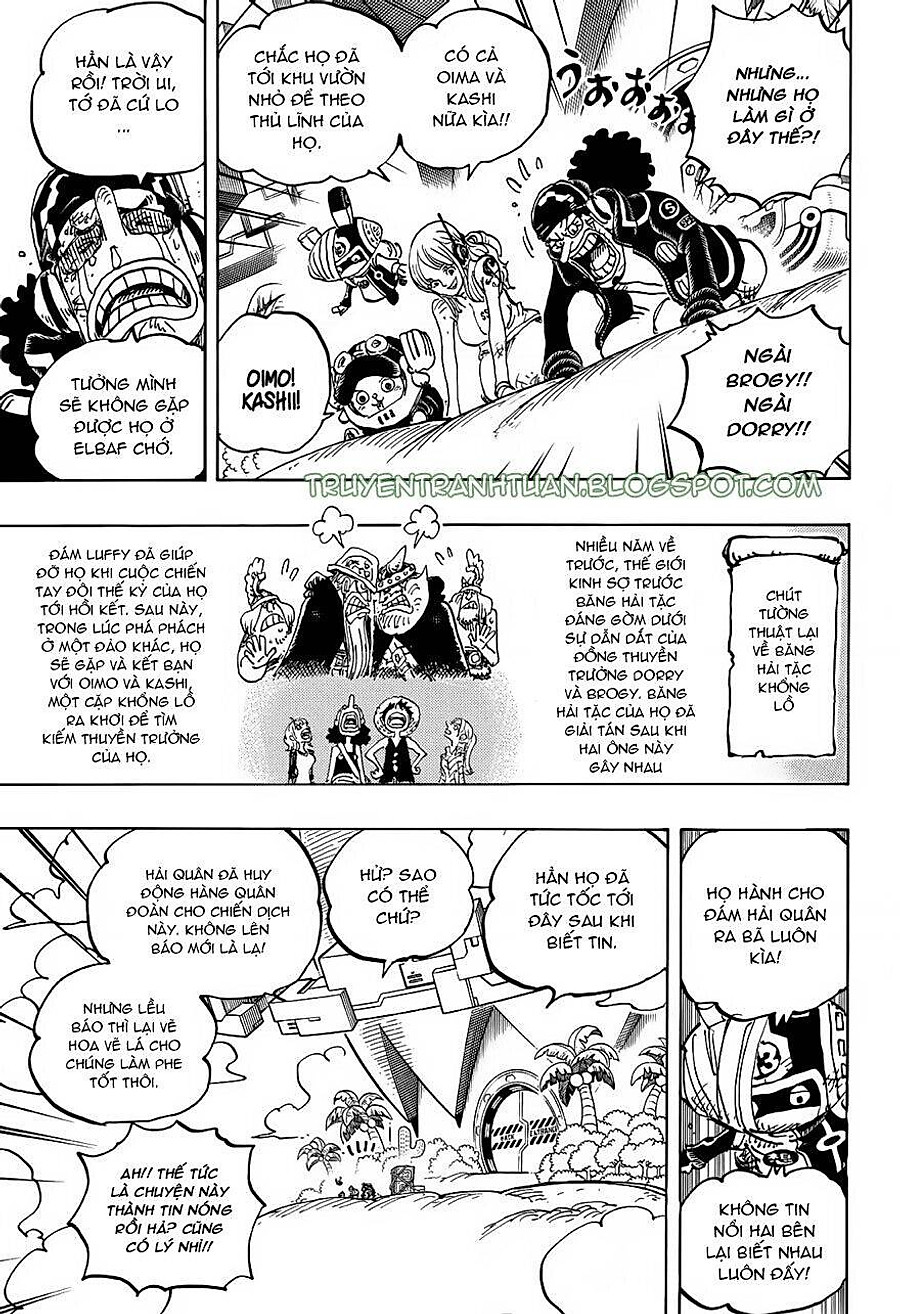 NHƯNG...
NHƯNG HỌ
LÀM GÌ Ở
ĐÂY THẾ?!
うおおおぉ
CÓ CẢ
OIMA VÀ
KASHI
NỮA KÌA!!
CHẮC HỌ ĐÃ
TỚI KHU VƯỜN
NHỎ ĐỂ THEO
THỦ LĨNH CỦA
HỌ.
NGÀI
BROGY!!
NGÀI
DORRY!!
OIMO!
KASHII!
HẲN LÀ VẬY
RỒI! TRỜI UI,
TỚ ĐÃ CỨ LO
...
TƯỞNG MÌNH
SẼ KHÔNG GẶP
ĐƯỢC HỌ Ở
ELBAF CHỚ.
TRUYENTRANHTUAN.BLOGSPOT.COM
CHÚT
TƯỜNG
THUẬT LẠI
VỀ BĂNG
HẢI TẶC
KHỔNG
LỒ
NHIỀU NĂM VỀ
TRƯỚC, THẾ GIỚI
KINH SỢ TRƯỚC
BĂNG HẢI TẶC
ĐÁNG GỜM DƯỚI
SỰ DẪN DẮT CỦA
ĐỒNG THUYỀN
TRƯỞNG DORRY
VÀ BROGY. BĂNG
HẢI TẶC CỦA HỌ ĐÃ
GIẢI TÁN SAU KHI
HAI ÔNG NÀY
GÂY NHAU
ĐÁM LUFFY ĐÃ GIÚP
ĐỠ HỌ KHI CUỘC CHIẾN
TAY ĐÔI THẾ KỶ CỦA HỌ
TỚI HỒI KẾT. SAU NÀY,
TRONG LÚC PHÁ PHÁCH
Ở MỘT ĐẢO KHÁC, HỌ
SẼ GẶP VÀ KẾT BẠN
VỚI OIMO VÀ KASHI,
MỘT CẶP KHỔNG LỒ
RA KHƠI ĐỂ TÌM
KIẾM THUYỀN TRƯỞNG
CỦA HỌ.
HỌ HÀNH CHO
ĐÁM HẢI QUÂN
RA BÃ LUÔN
KÌA!
3
KHÔNG TIN
NỔI HAI BÊN
LẠI BIẾT NHAU
LUÔN ĐẤY!
HẲN HỌ ĐÃ
TỨC TỐC TỚI
ĐÂY SAU KHI
BIẾT TIN.
HỬ? SAO
CÓ THỂ
CHỨ?
HẢI QUÂN ĐÃ HUY
ĐỘNG HÀNG QUÂN
ĐOÀN CHO CHIẾN DỊCH
NÀY. KHÔNG LÊN
BÁO MỚI LÀ LẠ!
NHƯNG LỀU
BÁO THÌ LẠI VẼ
HOA VẼ LÁ CHO
CHÚNG LÀM PHE
TỐT THÔI.
AH!! THẾ TỨC
LÀ CHUYỆN NÀY
THÀNH TIN NÓNG
RỒI HẢ? CŨNG
CÓ LÝ NHỈ!!